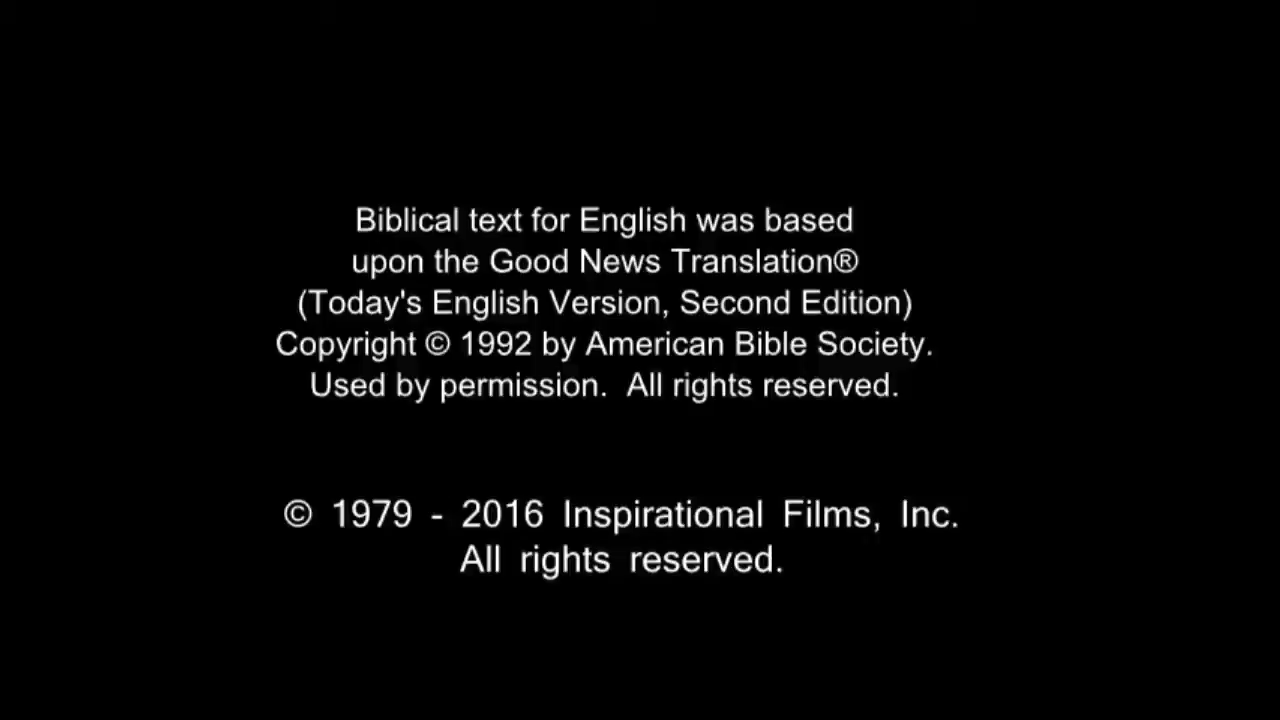 Biblical text for English was based
upon the Good News Translation®
(Today's English Version, Second Edition)
Copyright © 1992 by American Bible Society.
Used by permission.  All rights reserved.
© 1979 - 2016 Inspirational Films, Inc.
All rights reserved.